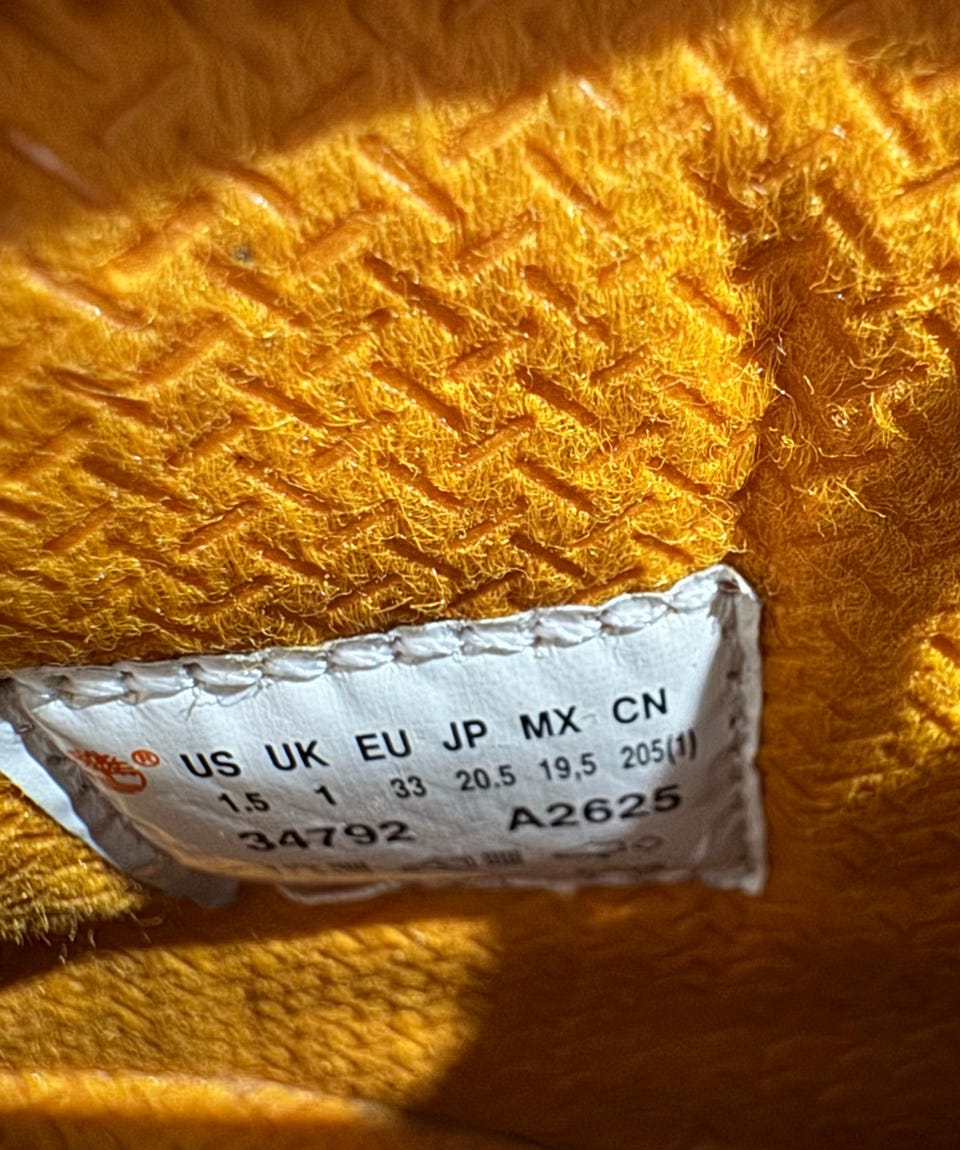 ® US UK EU JP MX CN
1.5 1 33 20.5 19,5 205(1)
34792 A2625